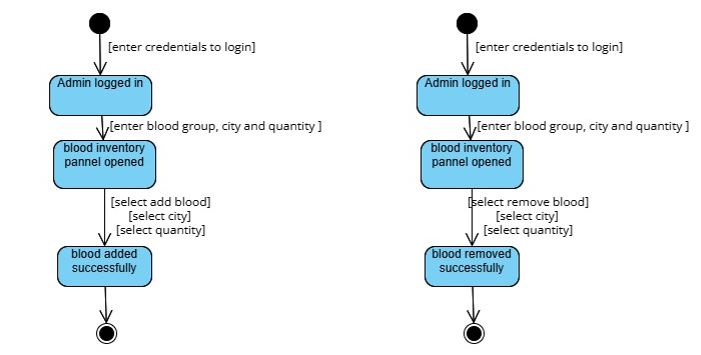 [enter credentials to login]
Admin logged in
[enter blood group, city and quantity ]
blood inventory
pannel opened
[select add blood]
[select city]
[select quantity]
blood added
successfully
[enter credentials to login]
Admin logged in
[enter blood group, city and quantity ]
blood inventory
pannel opened
[select remove blood]
[select city]
[select quantity]
blood removed
successfully